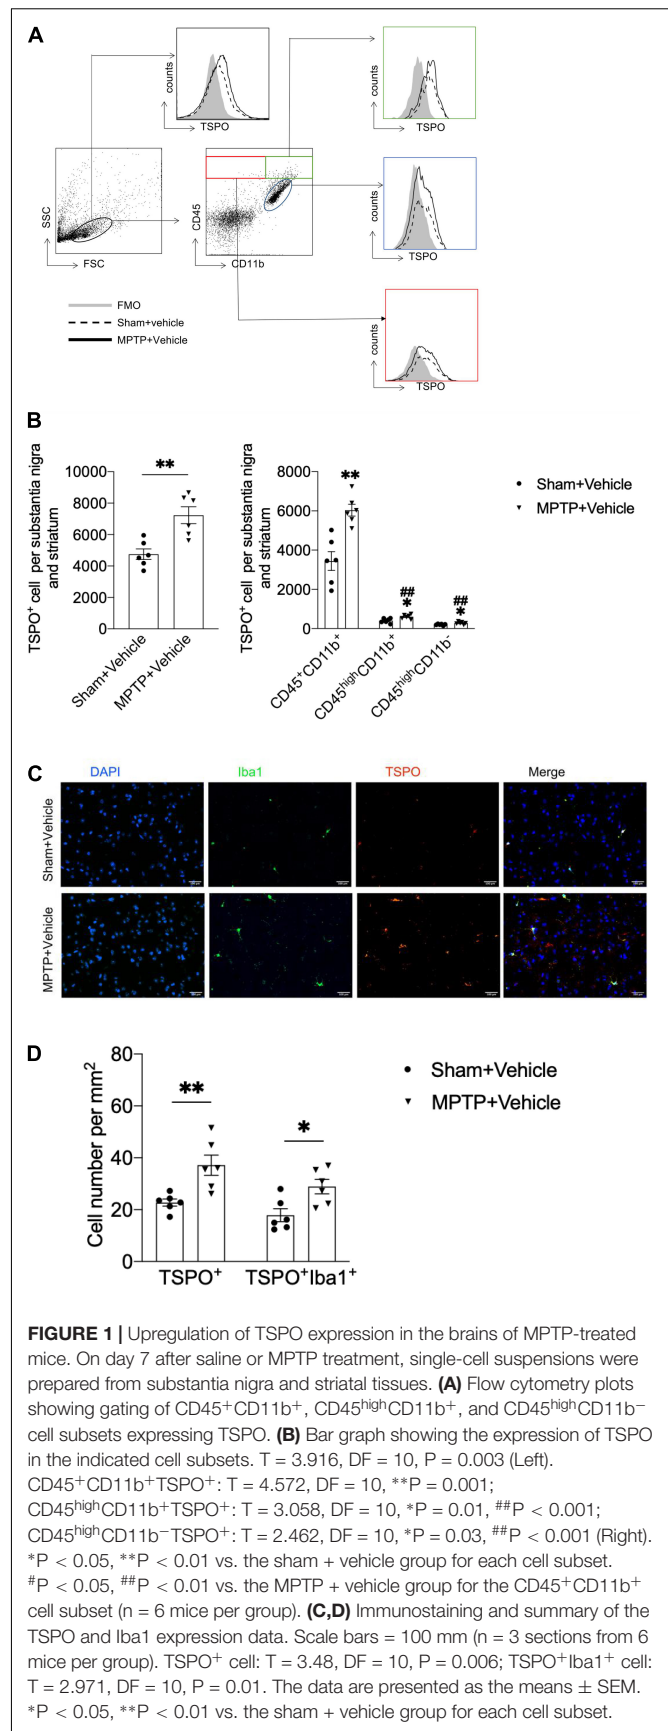 A
counts
TSPO
counts
TSPO
SSC
FSC
CD45
CD11b
counts
TSPO
counts
TSPO
FMO
Sham+vehicle
MPTP+Vehicle
B
TSPO⁺ cell per substantia nigra
and striatum
10000
8000
6000
4000
2000
0
**
Sham+Vehicle
MPTP+Vehicle
TSPO⁺ cell per substantia nigra
and striatum
8000
6000
4000
2000
0
**
##
*
##
*
CD45⁺CD11b⁺
CD45ʰⁱᵍʰCD11b⁺
CD45ʰⁱᵍʰCD11b⁻
Sham+Vehicle
MPTP+Vehicle
C
DAPI
Iba1
TSPO
Merge
Sham+Vehicle
MPTP+Vehicle
D
Cell number per mm²
80
60
40
20
0
**
*
TSPO⁺
TSPO⁺Iba1⁺
Sham+Vehicle
MPTP+Vehicle
FIGURE 1 | Upregulation of TSPO expression in the brains of MPTP-treated
mice. On day 7 after saline or MPTP treatment, single-cell suspensions were
prepared from substantia nigra and striatal tissues. (A) Flow cytometry plots
showing gating of CD45⁺CD11b⁺, CD45ʰⁱᵍʰCD11b⁺, and CD45ʰⁱᵍʰCD11b⁻
cell subsets expressing TSPO. (B) Bar graph showing the expression of TSPO
in the indicated cell subsets. T = 3.916, DF = 10, P = 0.003 (Left).
CD45⁺CD11b⁺TSPO⁺: T = 4.572, DF = 10, **P = 0.001;
CD45ʰⁱᵍʰCD11b⁺TSPO⁺: T = 3.058, DF = 10, *P = 0.01, ##P < 0.001;
CD45ʰⁱᵍʰCD11b⁻TSPO⁺: T = 2.462, DF = 10, *P = 0.03, ##P < 0.001 (Right).
*P < 0.05, **P < 0.01 vs. the sham + vehicle group for each cell subset.
#P < 0.05, ##P < 0.01 vs. the MPTP + vehicle group for the CD45⁺CD11b⁺
cell subset (n = 6 mice per group). (C,D) Immunostaining and summary of the
TSPO and Iba1 expression data. Scale bars = 100 mm (n = 3 sections from 6
mice per group). TSPO⁺ cell: T = 3.48, DF = 10, P = 0.006; TSPO⁺Iba1⁺ cell:
T = 2.971, DF = 10, P = 0.01. The data are presented as the means ± SEM.
*P < 0.05, **P < 0.01 vs. the sham + vehicle group for each cell subset.